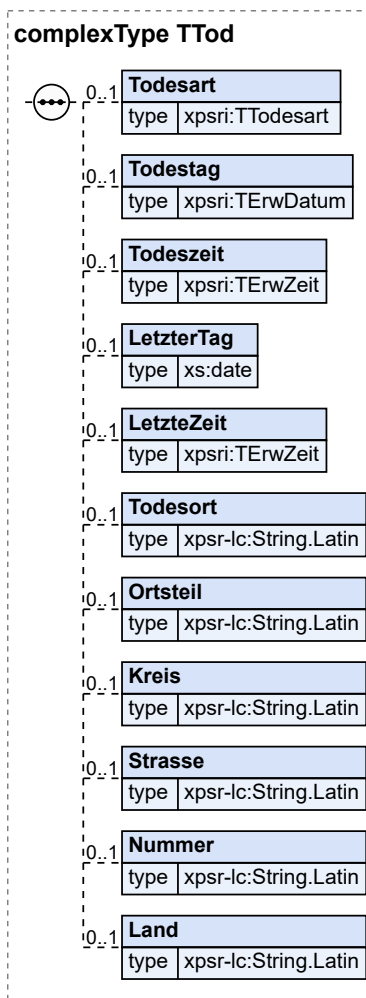 complexType TTod
0..1 Todesart
type xpsri:TTodesart
0..1 Todestag
type xpsri:TErwDatum
0..1 Todeszeit
type xpsri:TErwZeit
0..1 LetzterTag
type xs:date
0..1 LetzteZeit
type xpsri:TErwZeit
0..1 Todesort
type xpsr-lc:String.Latin
0..1 Ortsteil
type xpsr-lc:String.Latin
0..1 Kreis
type xpsr-lc:String.Latin
0..1 Strasse
type xpsr-lc:String.Latin
0..1 Nummer
type xpsr-lc:String.Latin
0..1 Land
type xpsr-lc:String.Latin